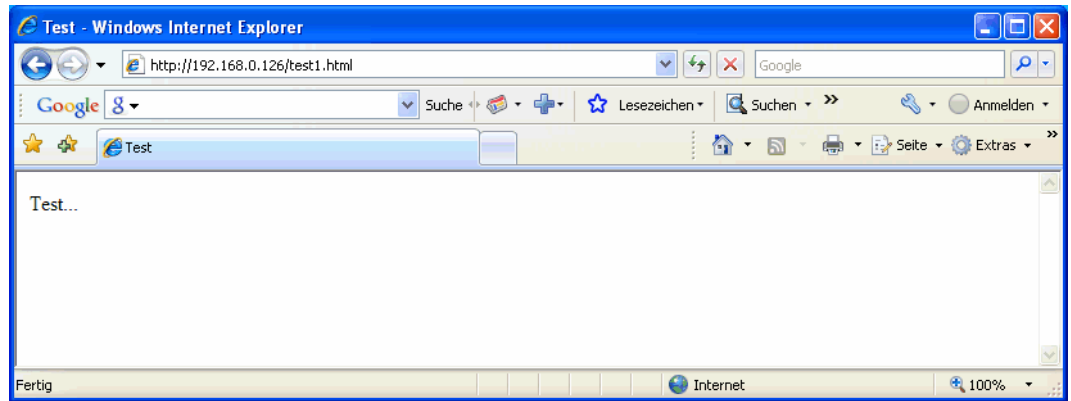 Test - Windows Internet Explorer
http://192.168.0.126/test1.html Google
Google Suche Lesezeichen Suchen » Anmelden
Test Seite Extras »
Test...
Fertig Internet 100%